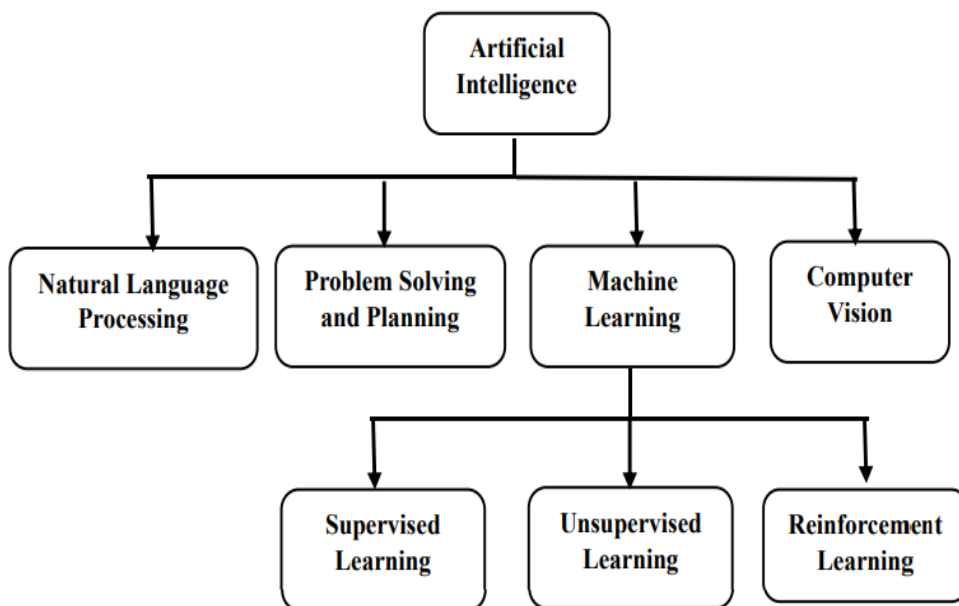 Artificial
Intelligence
Natural Language
Processing
Problem Solving
and Planning
Machine
Learning
Computer
Vision
Supervised
Learning
Unsupervised
Learning
Reinforcement
Learning